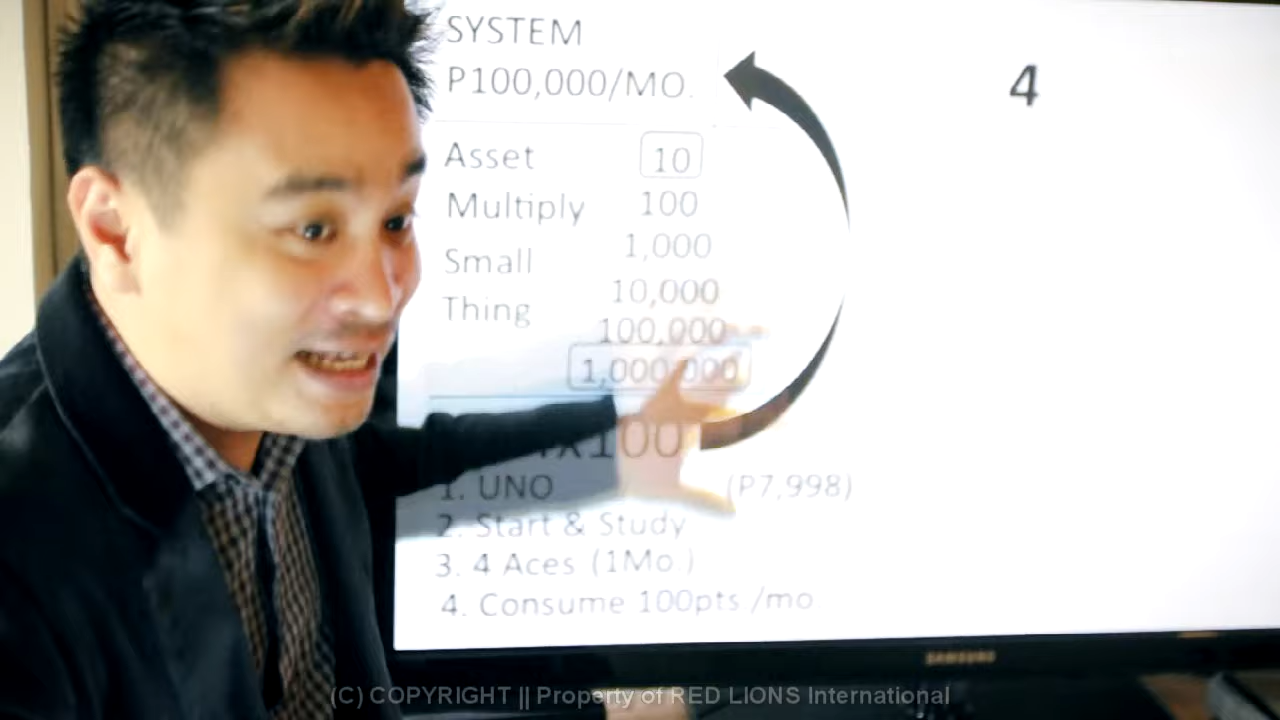 SYSTEM
P100,000/MO.
4
Asset 10
Multiply 100
1,000
Small
10,000
Thing
100,000
1,000,000
x100
1. UNO (P7,998)
2. Start & Study
3. 4 Aces (1Mo.)
4. Consume 100pts /mo
SAMSUNG
(C) COPYRIGHT || Property of RED LIONS International